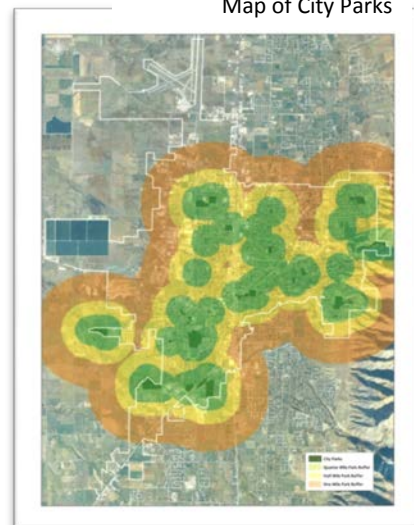 Map of City Parks
City Parks
Quarter Mile Park Buffer
Half Mile Park Buffer
One Mile Park Buffer